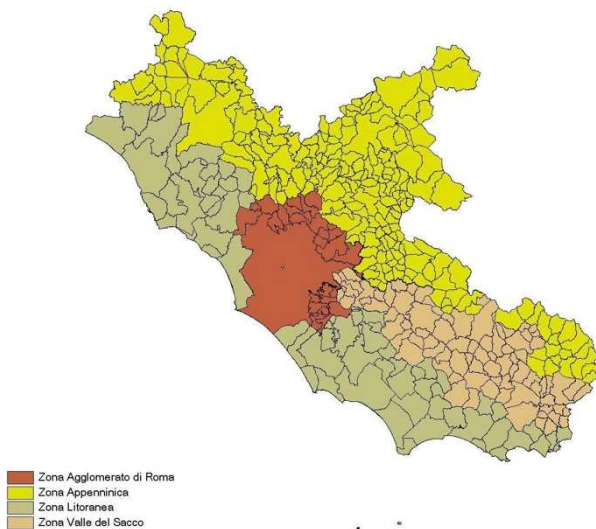 Zona Agglomerato di Roma
Zona Appenninica
Zona Litoranea
Zona Valle del Sacco